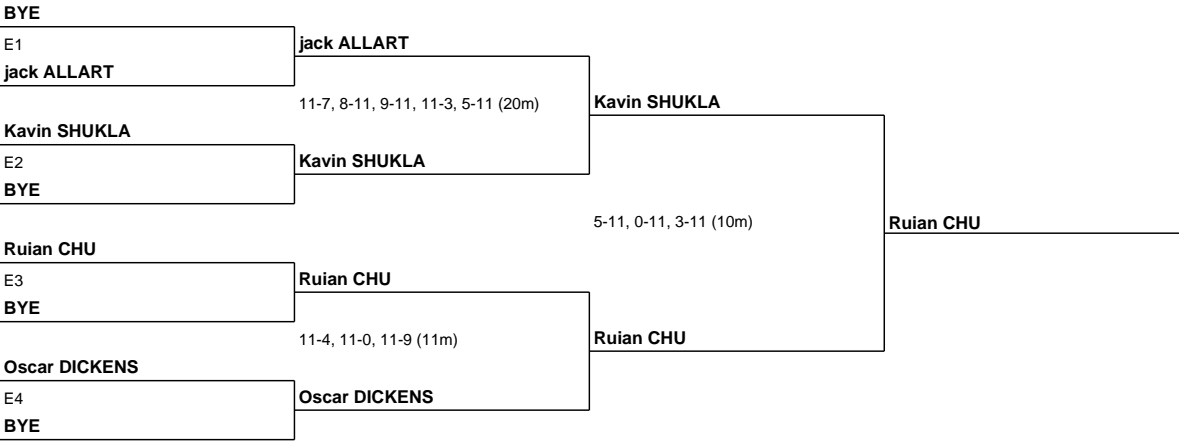 BYE
E1
jack ALLART
jack ALLART
11-7, 8-11, 9-11, 11-3, 5-11 (20m)
Kavin SHUKLA
Kavin SHUKLA
E2
Kavin SHUKLA
BYE
5-11, 0-11, 3-11 (10m)
Ruian CHU
Ruian CHU
E3
Ruian CHU
BYE
11-4, 11-0, 11-9 (11m)
Ruian CHU
Oscar DICKENS
E4
Oscar DICKENS
BYE